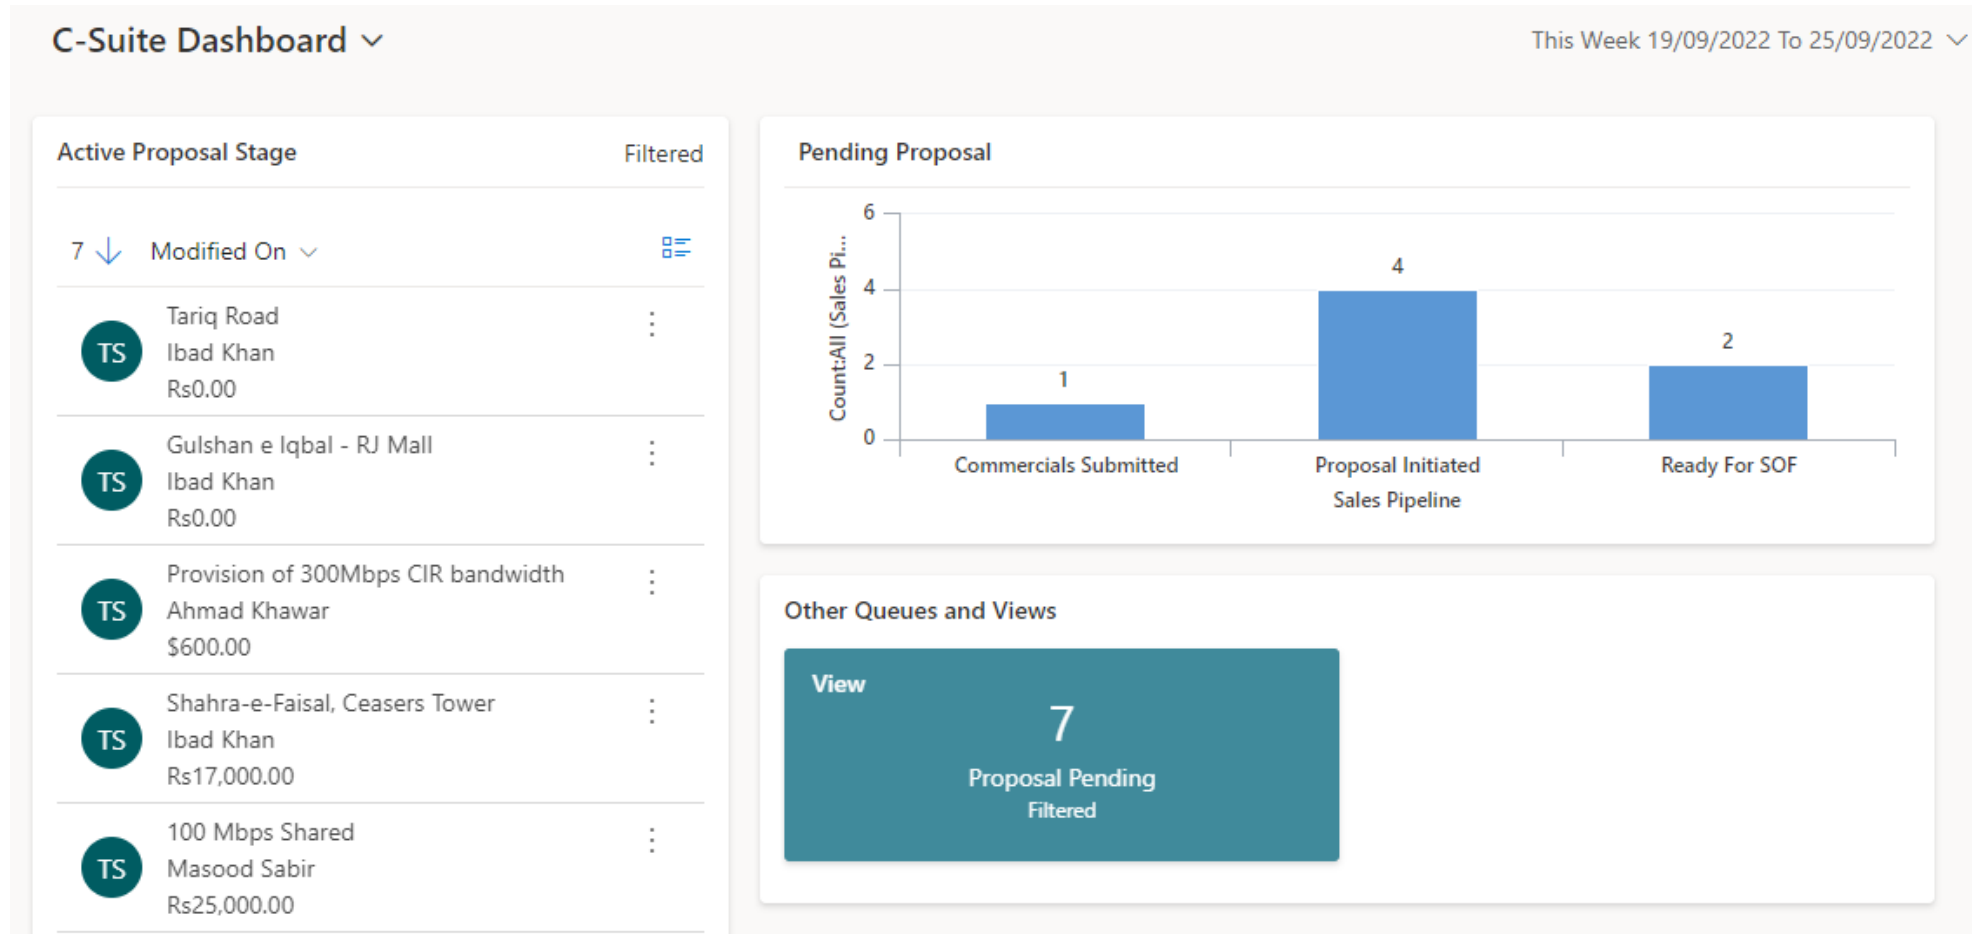 C-Suite Dashboard
This Week 19/09/2022 To 25/09/2022
Active Proposal Stage
Filtered
7
Modified On
TS
Tariq Road
Ibad Khan
Rs0.00
TS
Gulshan e Iqbal - RJ Mall
Ibad Khan
Rs0.00
TS
Provision of 300Mbps CIR bandwidth
Ahmad Khawar
$600.00
TS
Shahra-e-Faisal, Ceasers Tower
Ibad Khan
Rs17,000.00
TS
100 Mbps Shared
Masood Sabir
Rs25,000.00
Pending Proposal
Count:All (Sales Pi...
6
4
2
0
1
4
2
Commercials Submitted
Proposal Initiated
Ready For SOF
Sales Pipeline
Other Queues and Views
View
7
Proposal Pending
Filtered